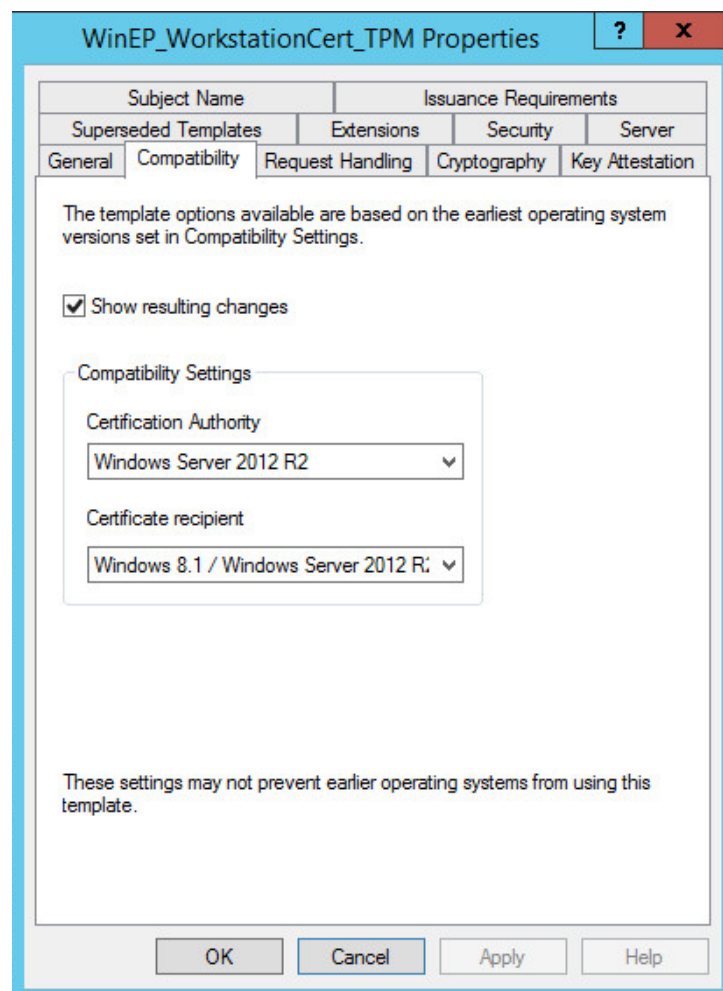 WinEP_WorkstationCert_TPM Properties
?
x
Subject Name
Issuance Requirements
Superseded Templates
Extensions
Security
Server
General
Compatibility
Request Handling
Cryptography
Key Attestation
The template options available are based on the earliest operating system
versions set in Compatibility Settings.
Show resulting changes
Compatibility Settings
Certification Authority
Windows Server 2012 R2
Certificate recipient
Windows 8.1 / Windows Server 2012 R
These settings may not prevent earlier operating systems from using this
template.
OK
Cancel
Apply
Help